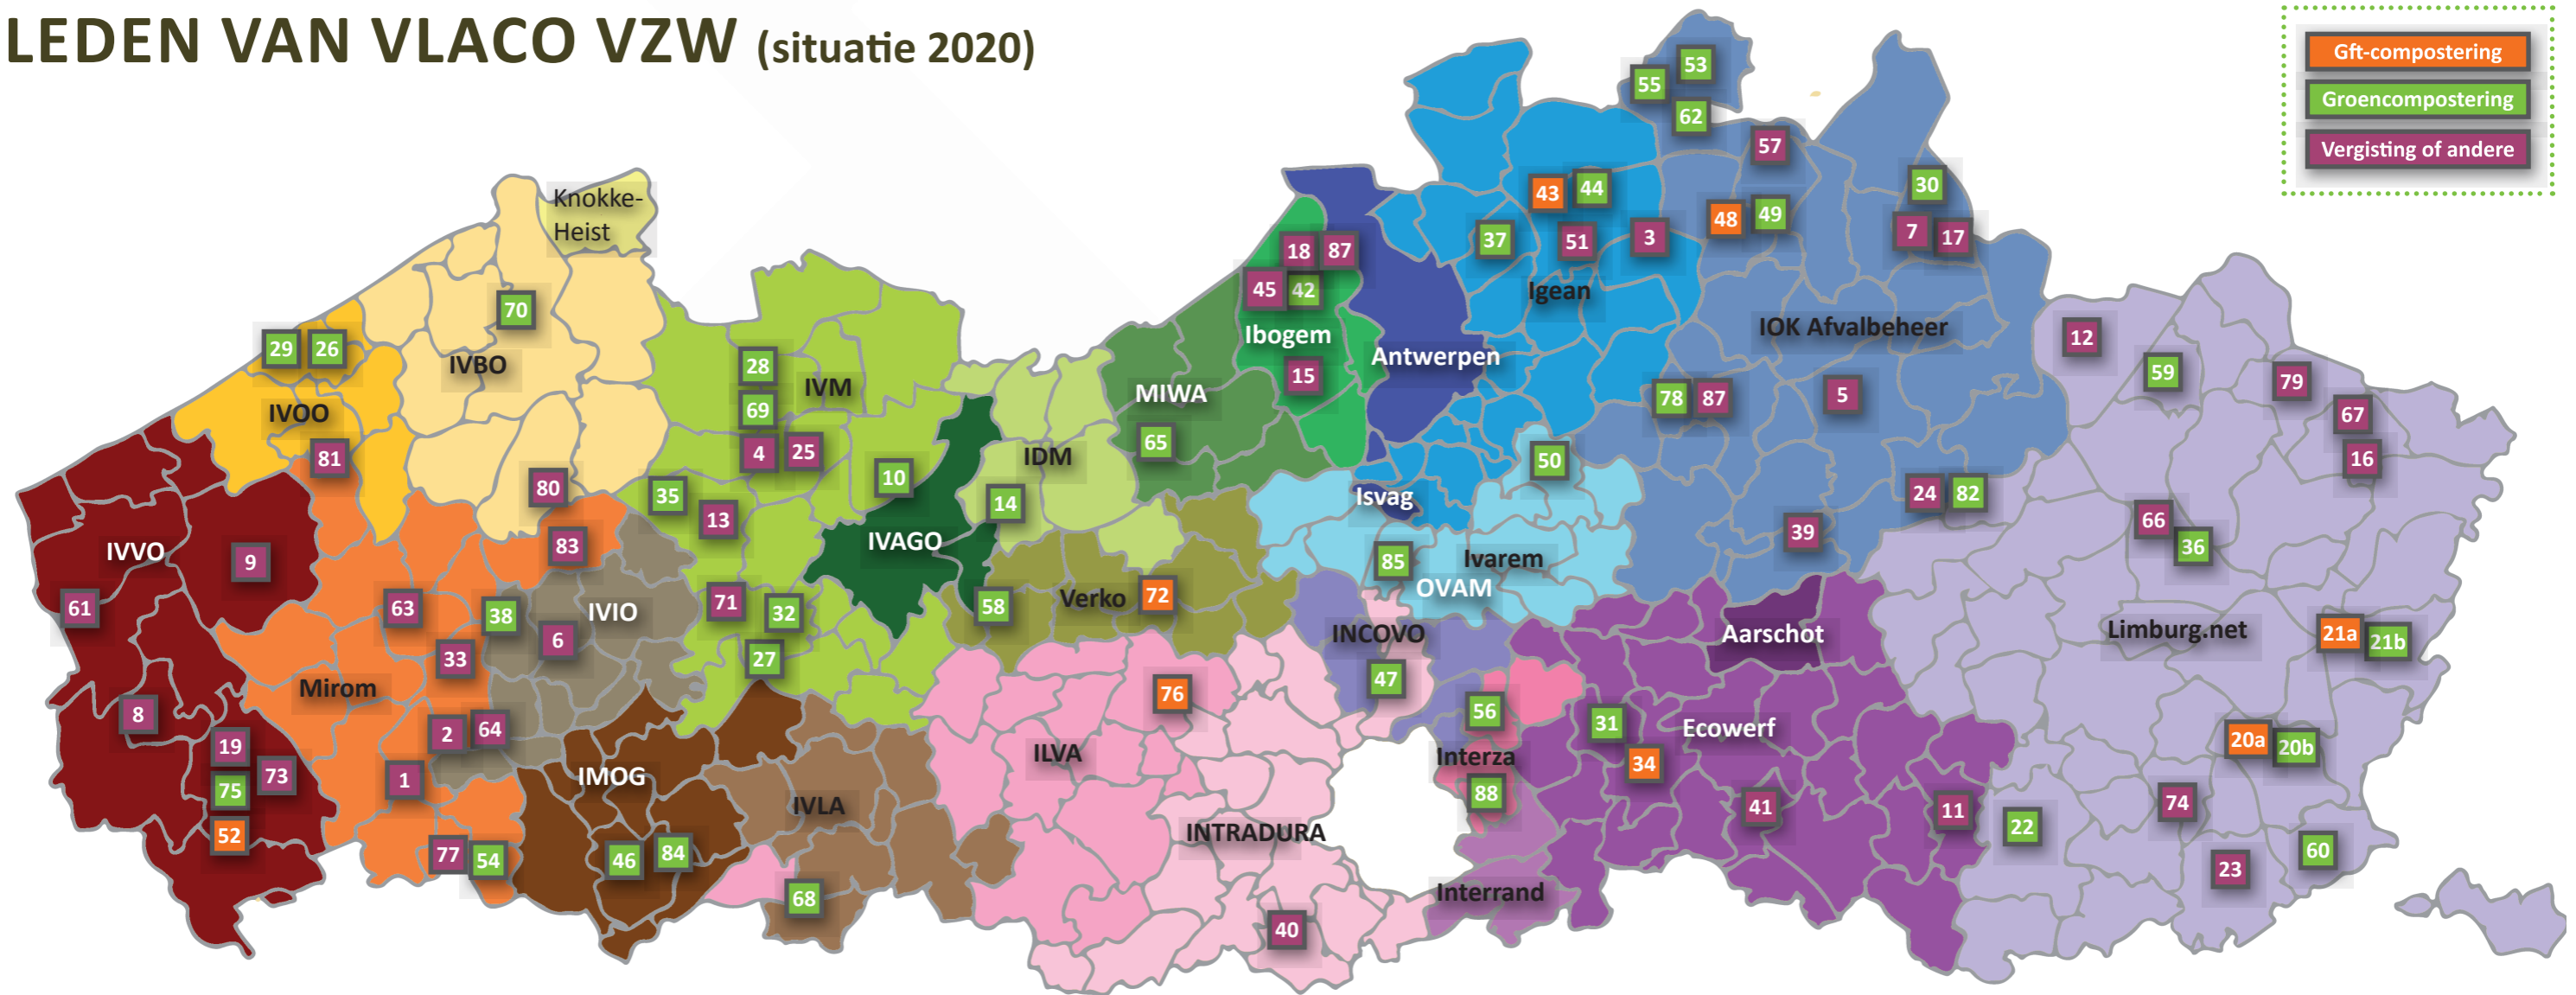 LEDEN VAN VLACO VZW (situatie 2020)
Gft-compostering
Groencompostering
Vergisting of andere
53
55
62
57
Knokke-
Heist
43
44
30
48
49
37
51
3
7
17
18
87
45
42
Igean
70
IOK Afvalbeheer
12
Ibogem
29
26
IVBO
28
Antwerpen
15
59
79
IVM
MIWA
78
87
5
IVOO
69
67
65
81
4
25
IDM
50
16
10
80
35
14
Isvag
24
82
13
66
39
IVVO
83
IVAGO
36
9
85
Ivarem
OVAM
61
63
38
IVIO
71
32
58
Verko
72
6
INCOVO
Aarschot
Limburg.net
21a
21b
33
27
47
Mirom
76
8
2
64
56
31
Ecowerf
20a
20b
19
ILVA
Interza
73
1
IMOG
34
75
88
74
IVLA
41
11
52
INTRADURA
22
77
54
46
84
60
23
68
Interrand
40